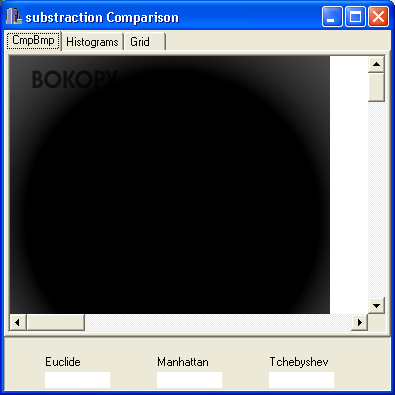 substraction Comparison
CmpBmp Histograms Grid
BOKOPY
Euclide Manhattan Tchebyshev